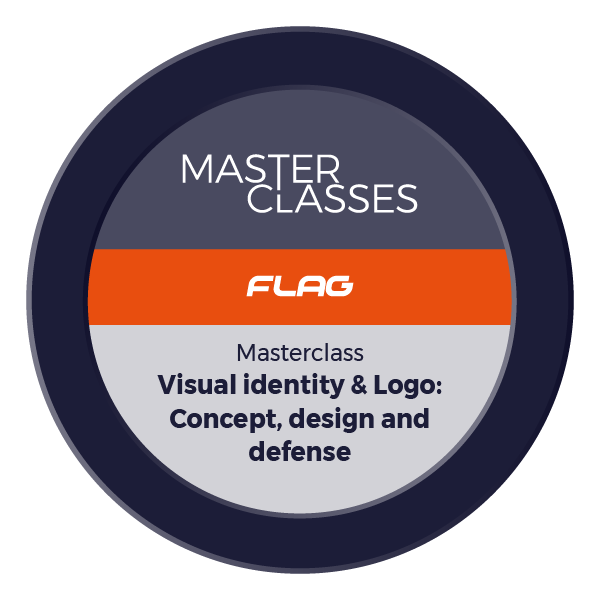 MASTER
CLASSES
FLAG
Masterclass
Visual identity & Logo:
Concept, design and
defense